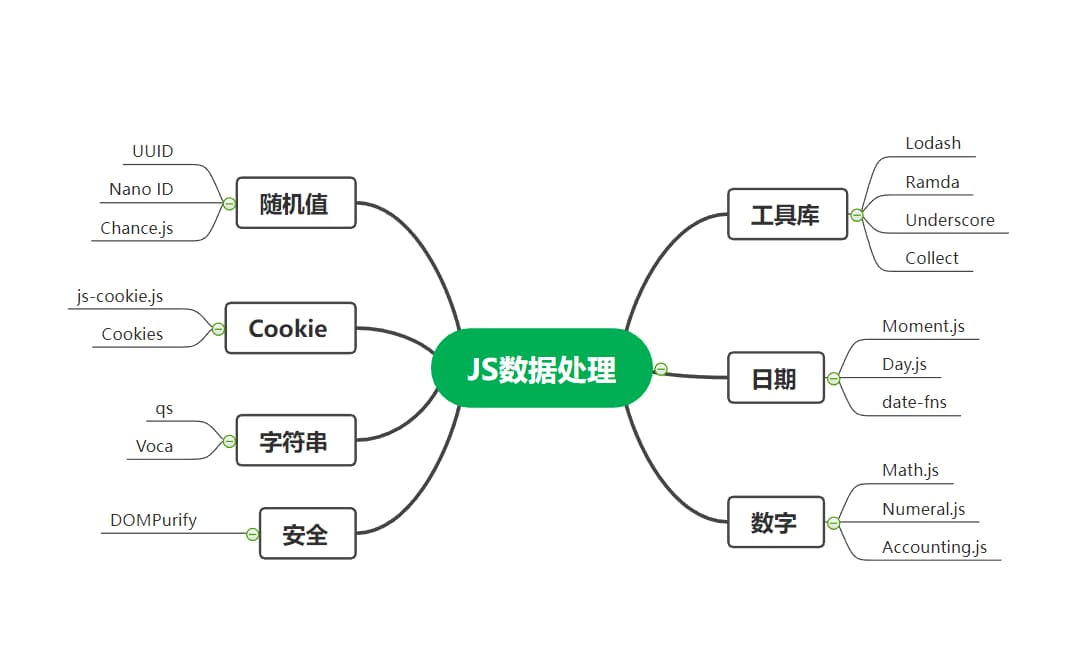 JS数据处理
随机值
UUID
Nano ID
Chance.js
Cookie
js-cookie.js
Cookies
字符串
qs
Voca
安全
DOMPurify
工具库
Lodash
Ramda
Underscore
Collect
日期
Moment.js
Day.js
date-fns
数字
Math.js
Numeral.js
Accounting.js